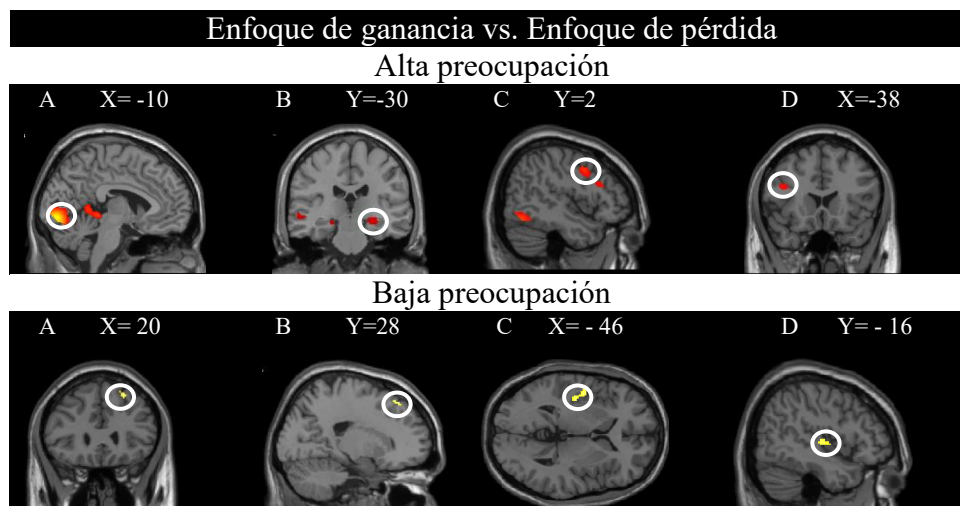 Enfoque de ganancia vs. Enfoque de pérdida
Alta preocupación
A X= -10 B Y=-30 C Y=2 D X=-38
Baja preocupación
A X= 20 B Y=28 C X= - 46 D Y= - 16